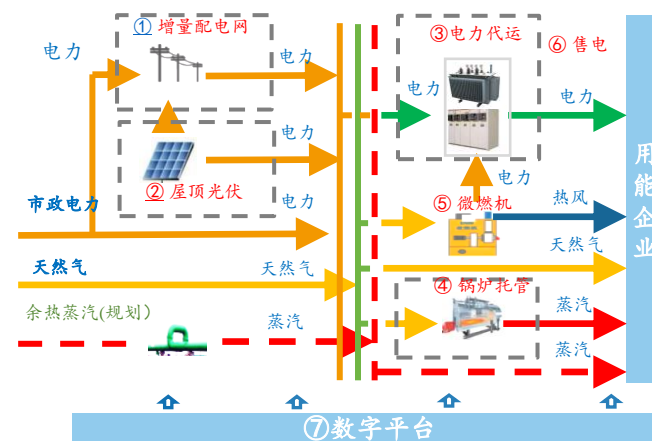 ① 增量配电网
③电力代运
⑥ 售电
电力
电力
电力
电力
电力
② 屋顶光伏
市政电力
电力
电力
⑤ 微燃机
热风
用能企业
天然气
天然气
天然气
④ 锅炉托管
余热蒸汽(规划）
蒸汽
蒸汽
蒸汽
⑦数字平台